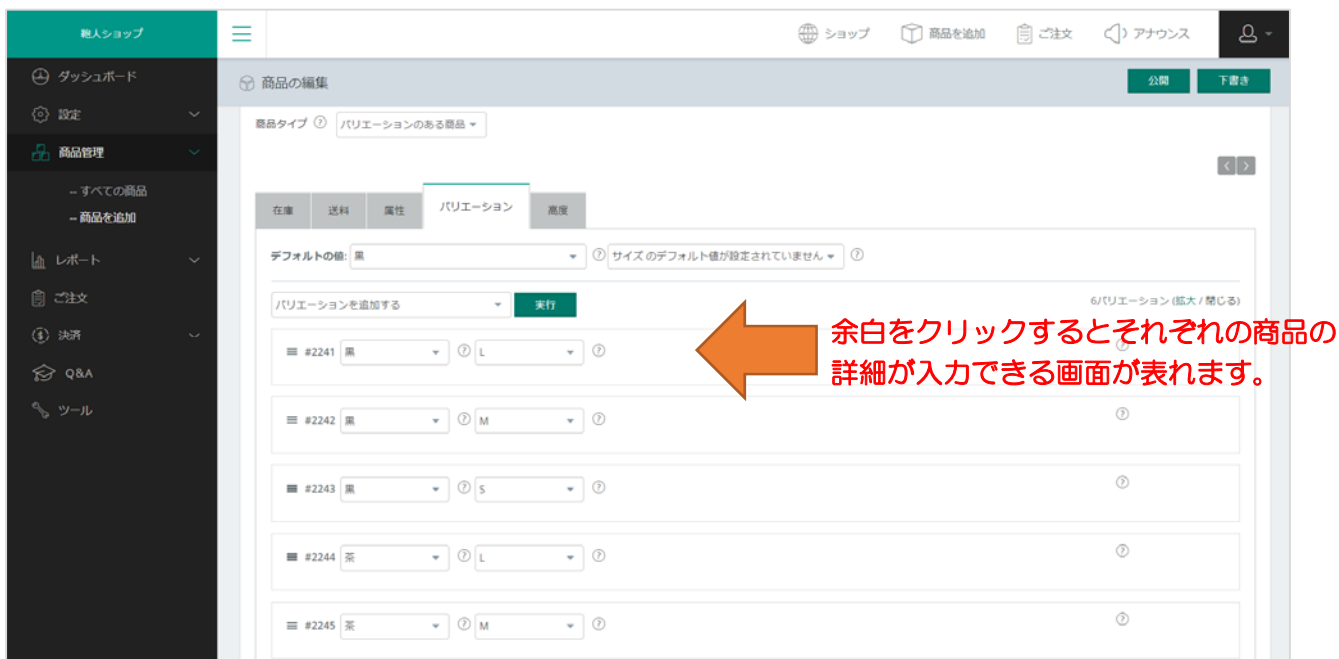 鞄人ショップ
ショップ 商品を追加 ご注文 アナウンス
ダッシュボード
設定
商品管理
-- すべての商品
-- 商品を追加
レポート
ご注文
決済
Q&A
ツール
商品の編集
公開 下書き
商品タイプ バリエーションのある商品
在庫 送料 属性 バリエーション 高度
デフォルトの値: 黒 サイズ のデフォルト値が設定されていません
バリエーションを追加する 実行 6バリエーション (拡大 / 閉じる)
#2241 黒 L
余白をクリックするとそれぞれの商品の
詳細が入力できる画面が表れます。
#2242 黒 M
#2243 黒 S
#2244 茶 L
#2245 茶 M